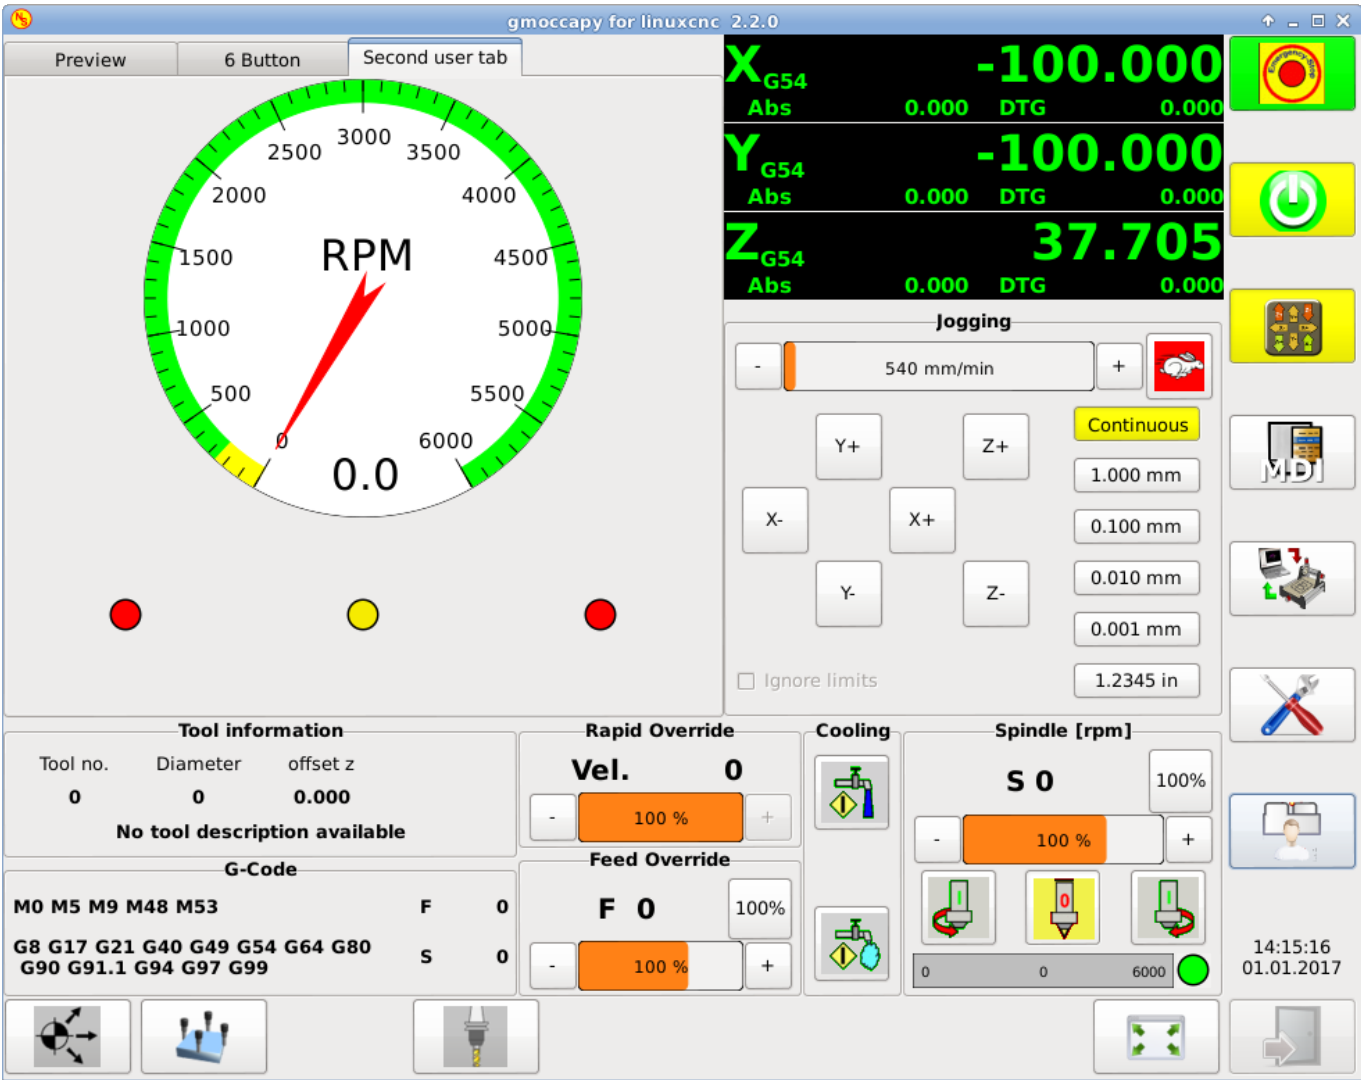 gmoccapy for linuxcnc 2.2.0
Preview
6 Button
Second user tab
3000
2500
3500
2000
4000
1500
4500
RPM
1000
5000
500
5500
0
6000
0.0
X G54 -100.000
Abs 0.000 DTG 0.000
Y G54 -100.000
Abs 0.000 DTG 0.000
Z G54 37.705
Abs 0.000 DTG 0.000
Emergency-Stop
Jogging
- 540 mm/min +
Continuous
Y+ Z+
1.000 mm
X- X+
0.100 mm
0.010 mm
Y- Z-
0.001 mm
Ignore limits
1.2345 in
MDI
Tool information
Tool no. Diameter offset z
0 0 0.000
No tool description available
G-Code
M0 M5 M9 M48 M53
F 0
G8 G17 G21 G40 G49 G54 G64 G80
G90 G91.1 G94 G97 G99
S 0
Rapid Override
Vel. 0
- 100 % +
Feed Override
F 0 100%
- 100 % +
Cooling
I
I
Spindle [rpm]
S 0 100%
- 100 % +
I 0 I
0 0 6000
14:15:16
01.01.2017